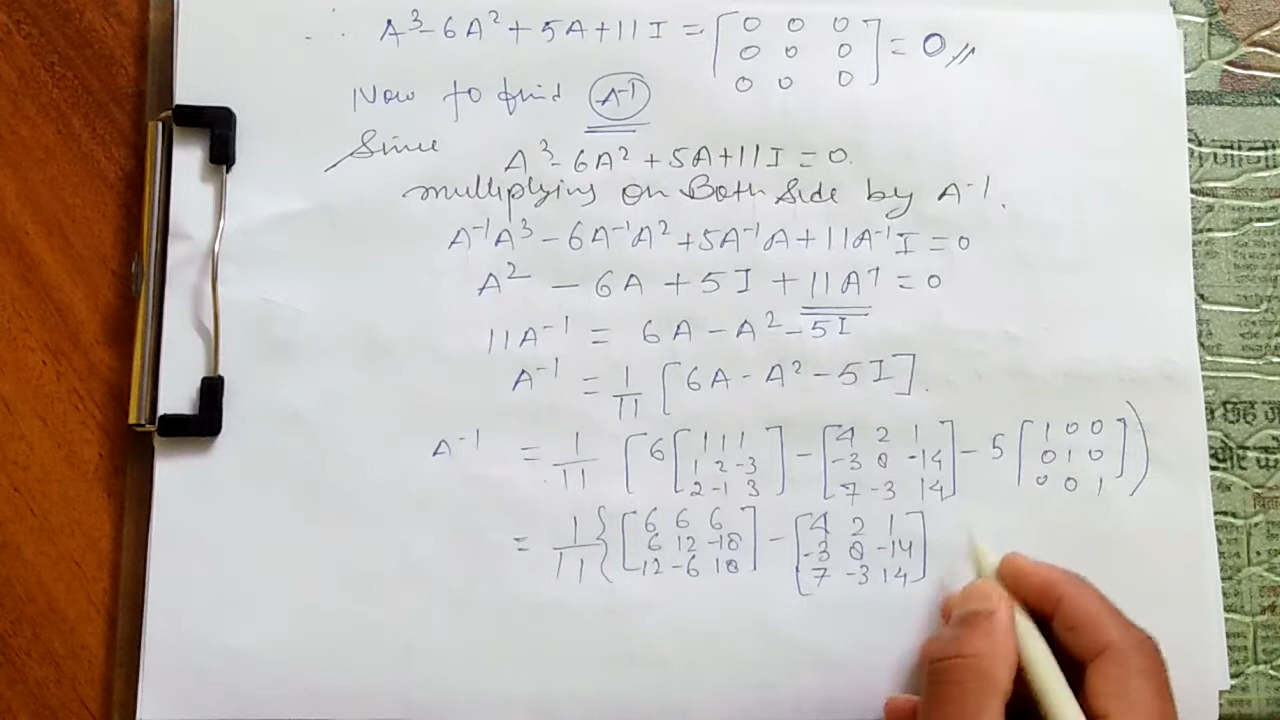 ∴ A³-6A²+5A+11I = [0 0 0
0 0 0
0 0 0] = 0
Now to find A⁻¹
Since
A³-6A²+5A+11I = 0.
multiplying on Both Side by A⁻¹.
A⁻¹A³-6A⁻¹A²+5A⁻¹A+11A⁻¹I = 0
A² - 6A + 5I + 11A⁻¹ = 0
11A⁻¹ = 6A - A² - 5I
A⁻¹ = 1/11 [6A - A² - 5I].
A⁻¹ = 1/11 [6[1 1 1] - [4 2 1] - 5[1 0 0])
[1 2 -3] [-3 8 -14] [0 1 0]
[2 -1 3] [7 -3 14] [0 0 1]
= 1/11 {[6 6 6] - [4 2 1]
[6 12 -18] [-3 8 -14]
[12 -6 18] [7 -3 14]